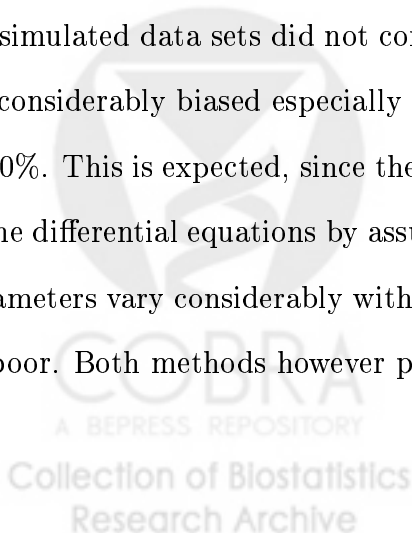 simulated data sets did not con
considerably biased especially
0%. This is expected, since the
ne differential equations by assu
ameters vary considerably with
poor. Both methods however p
COBRA
A BEPRESS REPOSITORY
Collection of Biostatistics
Research Archive